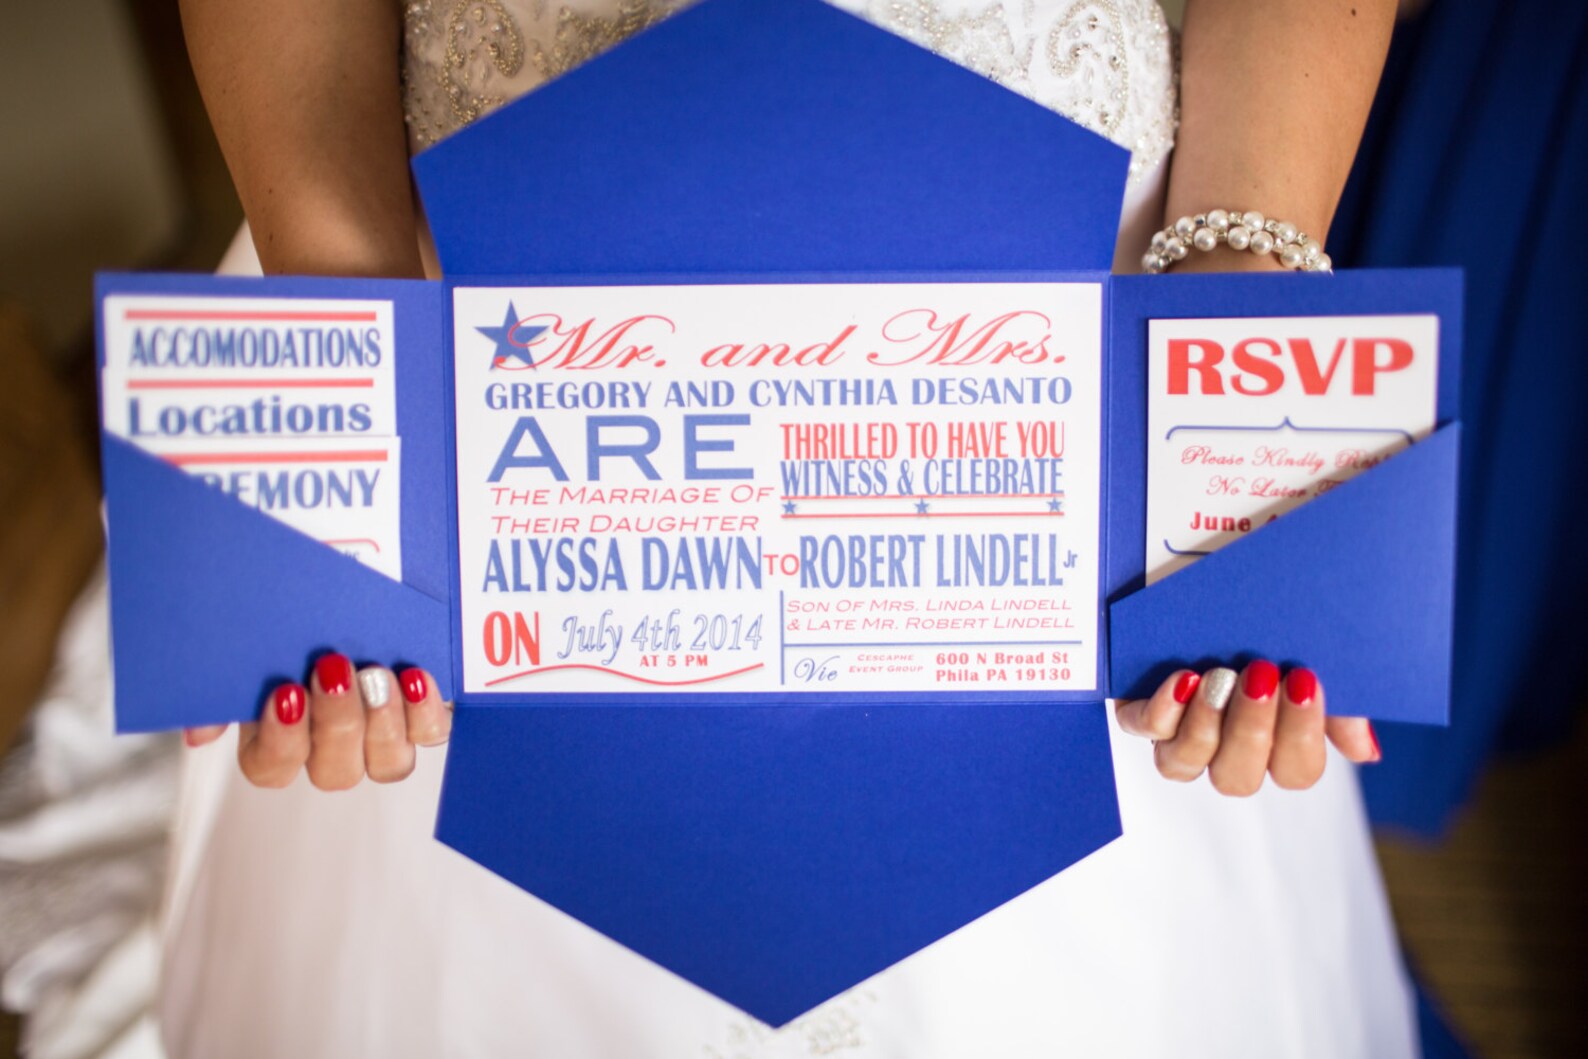 ACCOMODATIONS
Locations
Mr. and Mrs.
GREGORY AND CYNTHIA DESANTO
ARE
THRILLED TO HAVE YOU
WITNESS & CELEBRATE
THE MARRIAGE OF
THEIR DAUGHTER
ALYSSA DAWN TO ROBERT LINDELL Jr
SON OF MRS. LINDA LINDELL
& LATE MR. ROBERT LINDELL
ON July 4th 2014
AT 5 PM
Vie CESCAPHE EVENT GROUP
600 N Broad St
Phila PA 19130
RSVP
Please Kindly
No Later
June